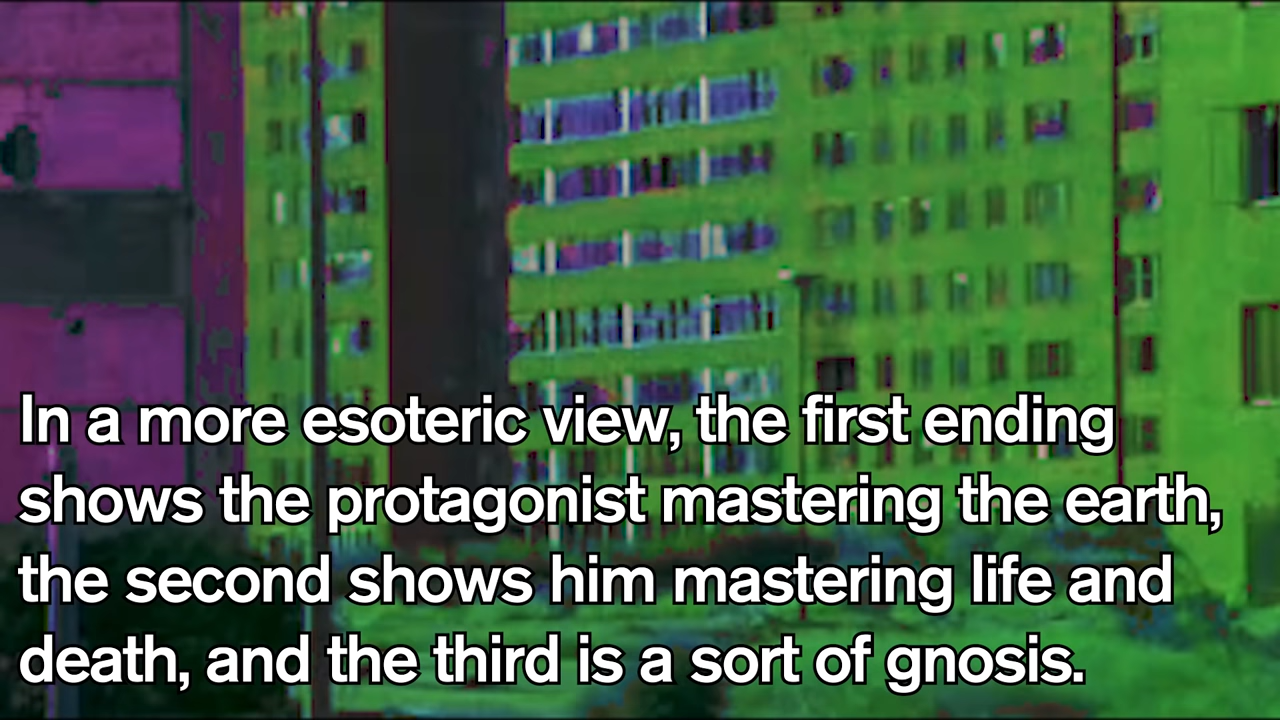 In a more esoteric view, the first ending
shows the protagonist mastering the earth,
the second shows him mastering life and
death, and the third is a sort of gnosis.